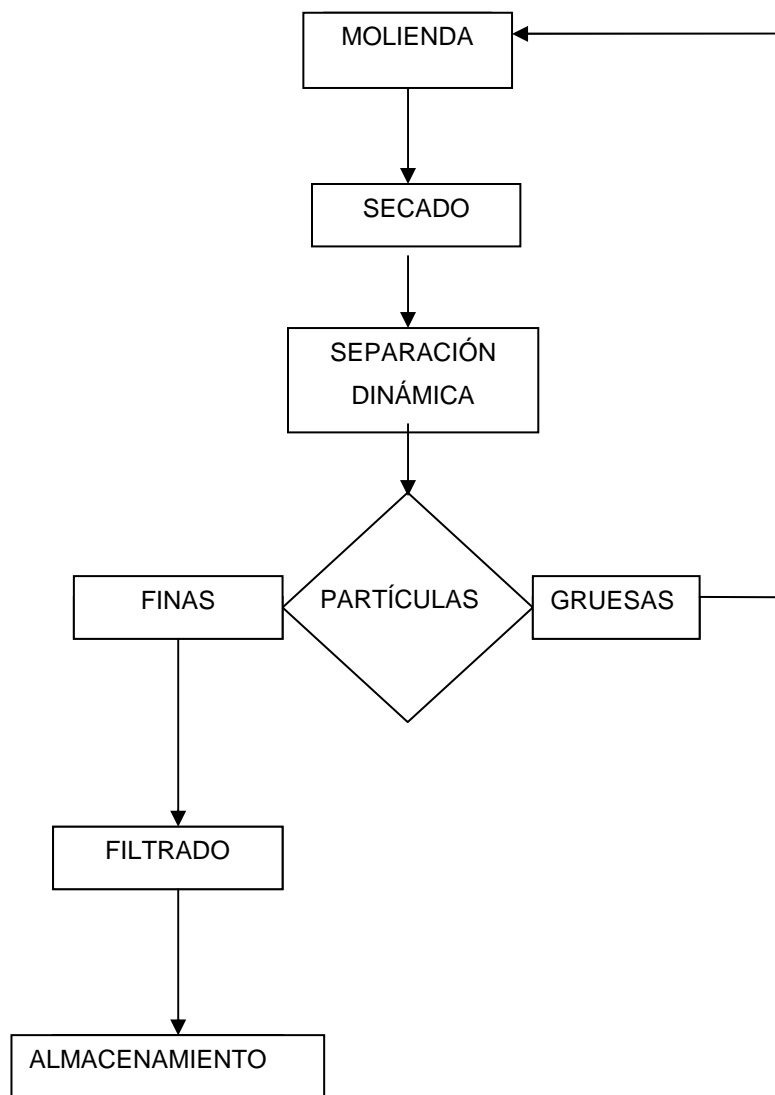 MOLIENDA
SECADO
SEPARACIÓN
DINÁMICA
FINAS
PARTÍCULAS
GRUESAS
FILTRADO
ALMACENAMIENTO